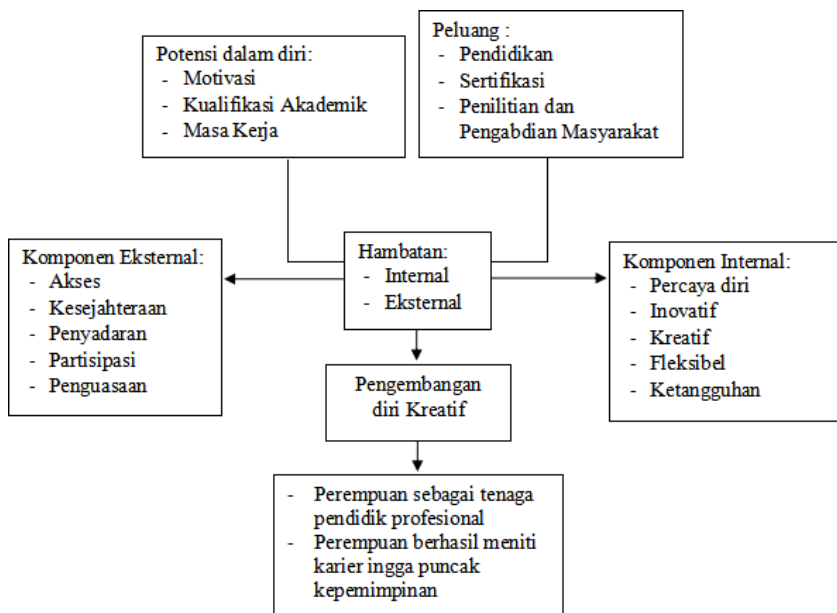 Potensi dalam diri:
- Motivasi
- Kualifikasi Akademik
- Masa Kerja
Peluang :
- Pendidikan
- Sertifikasi
- Penilitian dan
Pengabdian Masyarakat
Komponen Eksternal:
- Akses
- Kesejahteraan
- Penyadaran
- Partisipasi
- Penguasaan
Hambatan:
- Internal
- Eksternal
Komponen Internal:
- Percaya diri
- Inovatif
- Kreatif
- Fleksibel
- Ketangguhan
Pengembangan
diri Kreatif
- Perempuan sebagai tenaga
pendidik profesional
- Perempuan berhasil meniti
karier ingga puncak
kepemimpinan